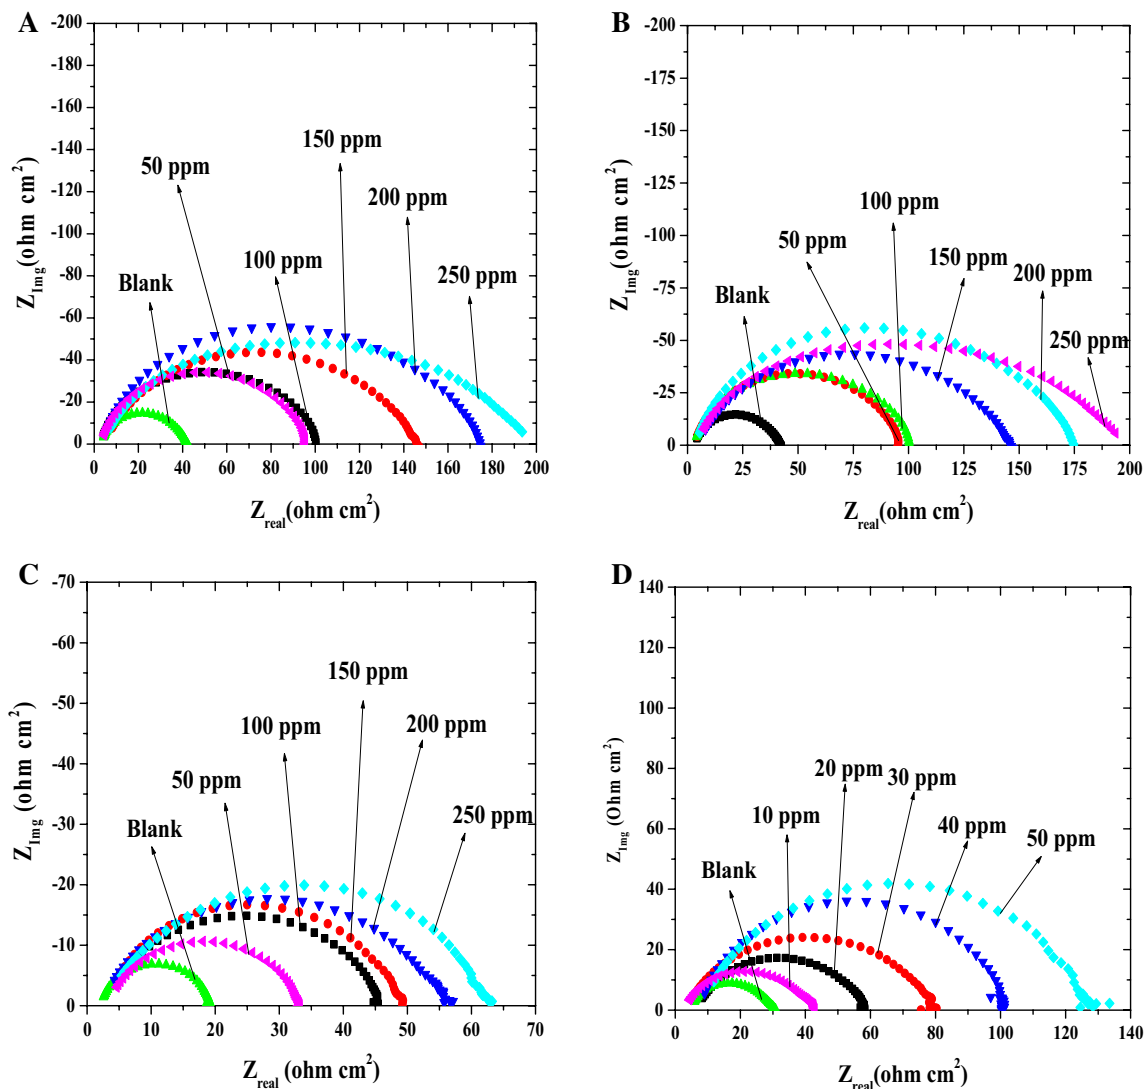 A
-200
-180
-160
-140
-120
-100
-80
-60
-40
-20
0
Z_Img(ohm cm²)
150 ppm
50 ppm
200 ppm
100 ppm
250 ppm
Blank
0 20 40 60 80 100 120 140 160 180 200
Z_real(ohm cm²)
B
-200
-175
-150
-125
-100
-75
-50
-25
0
Z_Img(ohm cm²)
100 ppm
50 ppm
150 ppm
200 ppm
Blank
250 ppm
0 25 50 75 100 125 150 175 200
Z_real(ohm cm²)
C
-70
-60
-50
-40
-30
-20
-10
0
Z_Img (ohm cm²)
150 ppm
100 ppm
200 ppm
50 ppm
250 ppm
Blank
0 10 20 30 40 50 60 70
Z_real (ohm cm²)
D
140
120
100
80
60
40
20
0
Z_Img (Ohm cm²)
20 ppm
30 ppm
10 ppm
40 ppm
50 ppm
Blank
0 20 40 60 80 100 120 140
Z_real (ohm cm²)